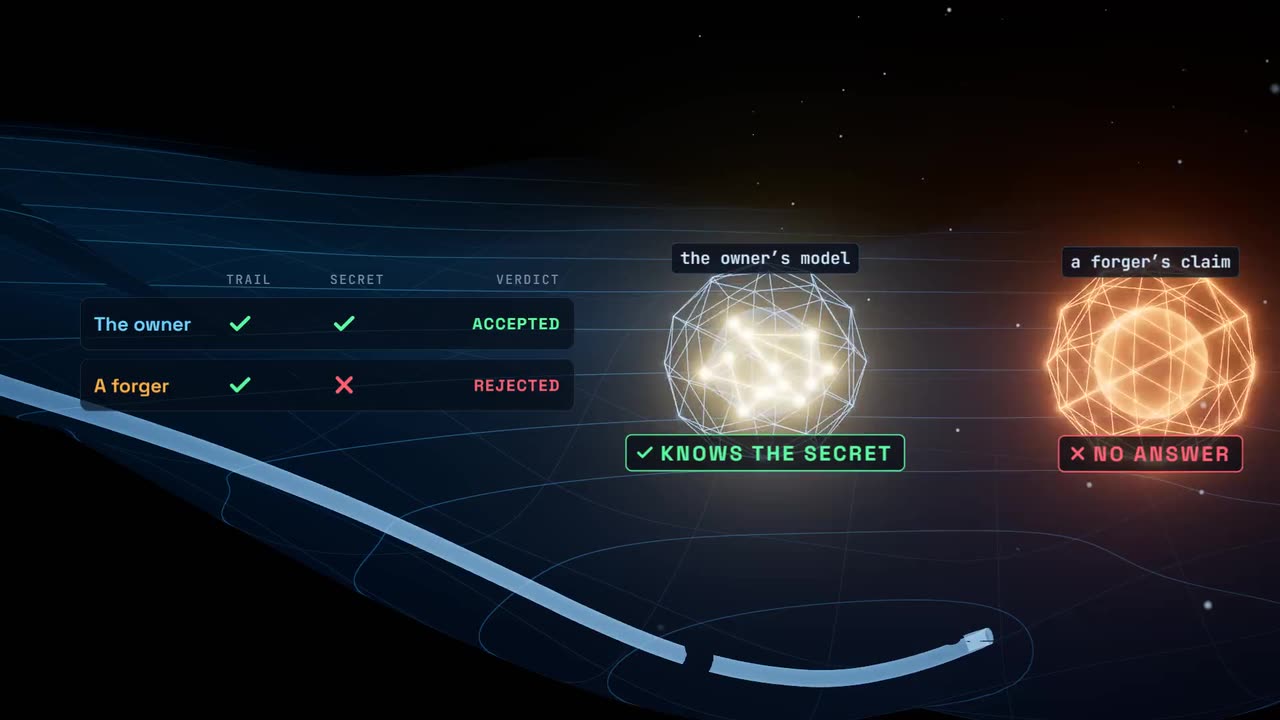 TRAIL SECRET VERDICT
The owner ACCEPTED
A forger REJECTED
the owner’s model
KNOWS THE SECRET
a forger’s claim
NO ANSWER